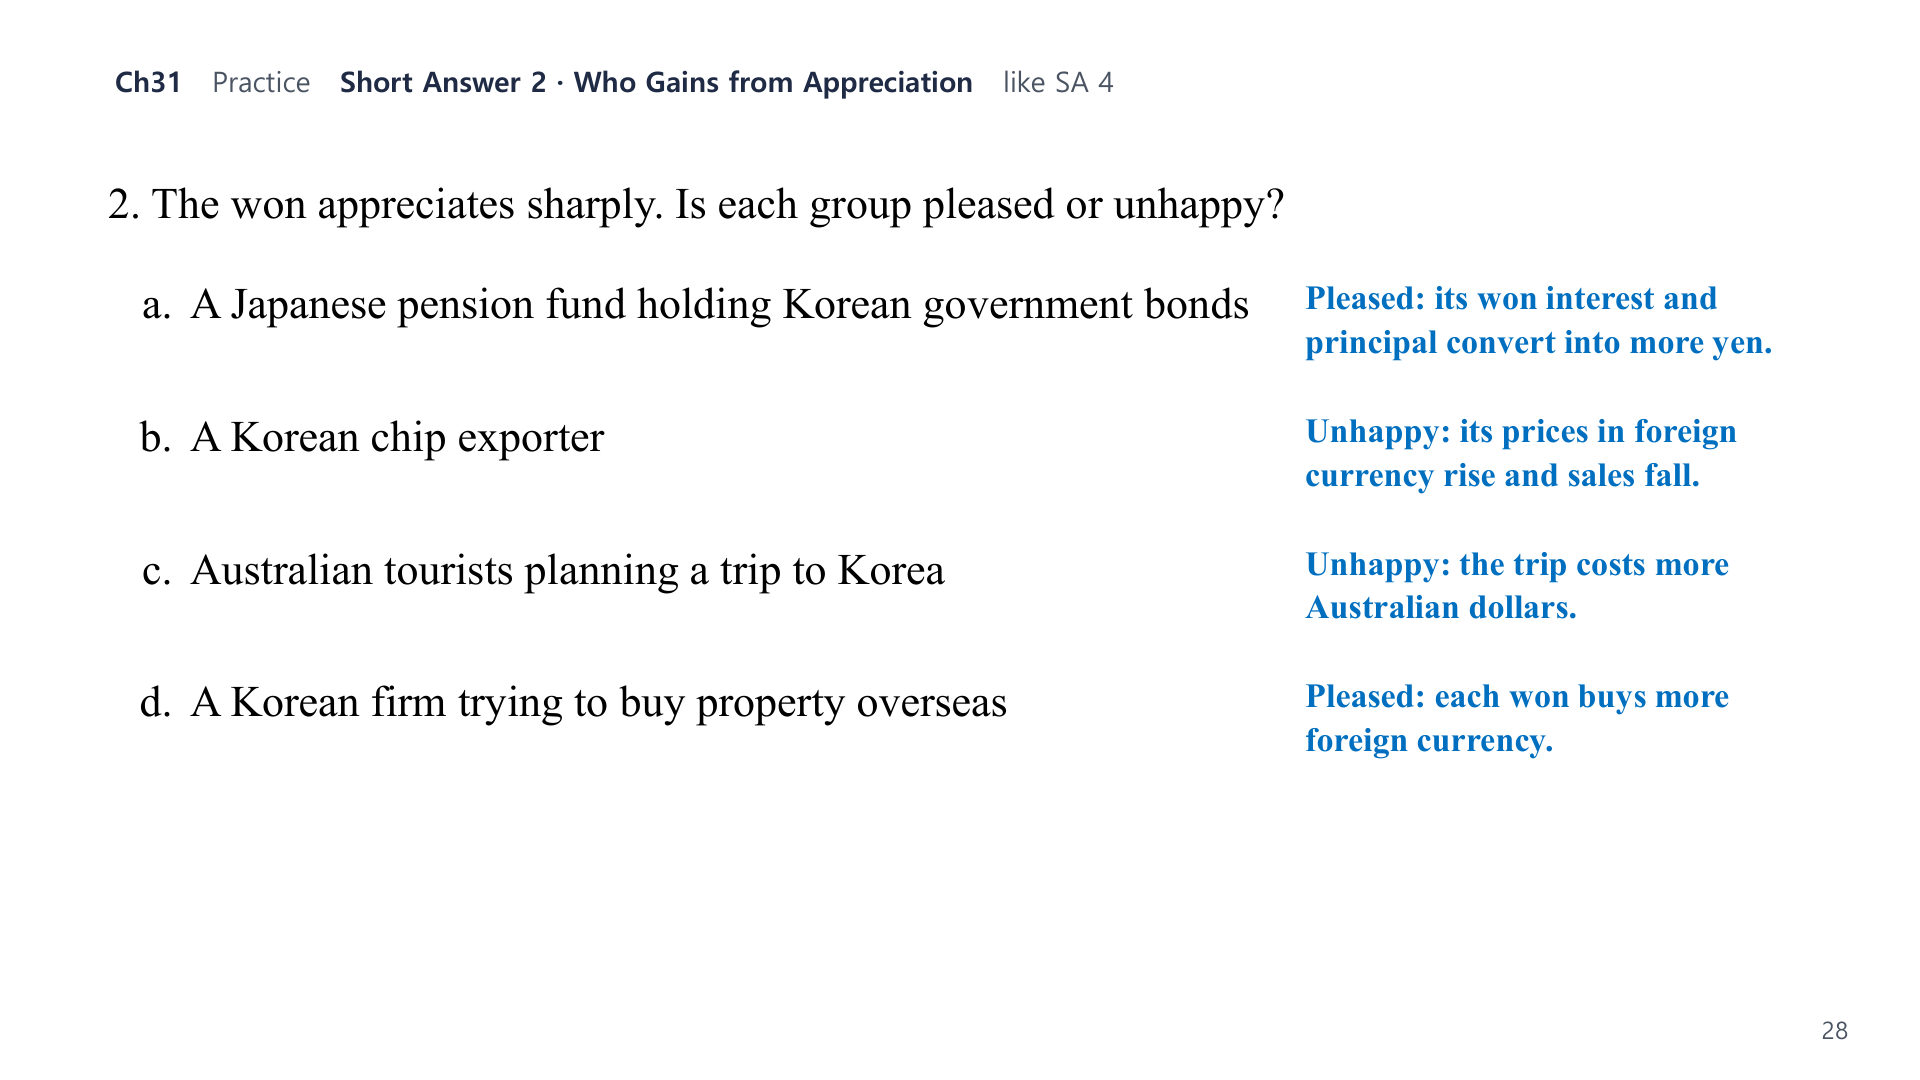 Ch31 Practice Short Answer 2 · Who Gains from Appreciation like SA 4
2. The won appreciates sharply. Is each group pleased or unhappy?
a. A Japanese pension fund holding Korean government bonds
Pleased: its won interest and
principal convert into more yen.
b. A Korean chip exporter
Unhappy: its prices in foreign
currency rise and sales fall.
c. Australian tourists planning a trip to Korea
Unhappy: the trip costs more
Australian dollars.
d. A Korean firm trying to buy property overseas
Pleased: each won buys more
foreign currency.
28